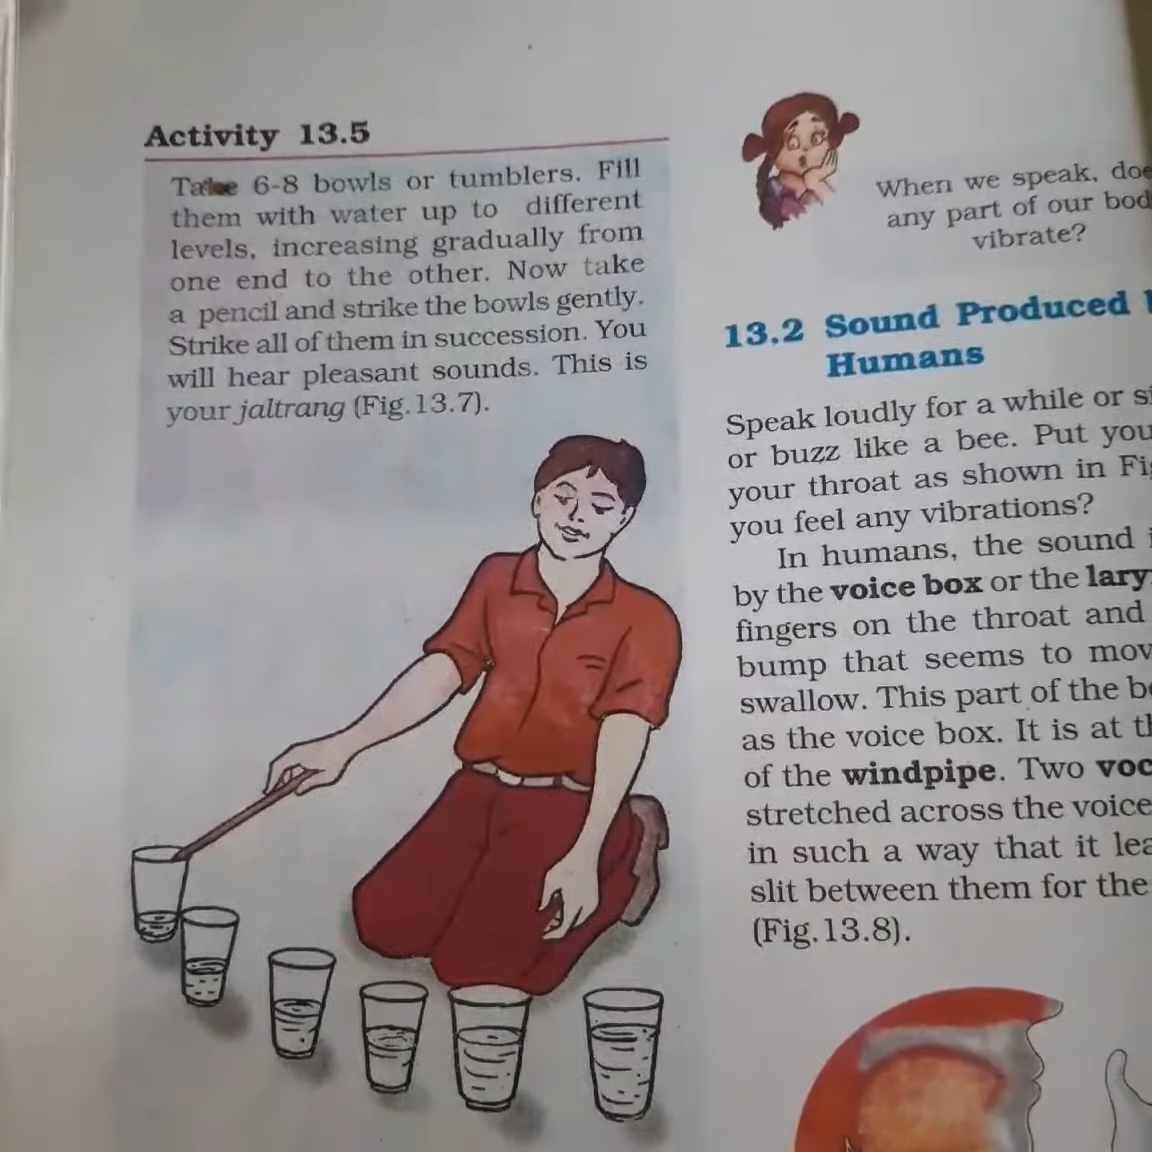 Activity 13.5
Take 6-8 bowls or tumblers. Fill
them with water up to different
levels, increasing gradually from
one end to the other. Now take
a pencil and strike the bowls gently.
Strike all of them in succession. You
will hear pleasant sounds. This is
your jaltrang (Fig.13.7).
When we speak, doe
any part of our bod
vibrate?
13.2 Sound Produced
Humans
Speak loudly for a while or si
or buzz like a bee. Put you
your throat as shown in Fig
you feel any vibrations?
In humans, the sound i
by the voice box or the lary
fingers on the throat and
bump that seems to mov
swallow. This part of the b
as the voice box. It is at th
of the windpipe. Two voc
stretched across the voice
in such a way that it lea
slit between them for the
(Fig.13.8).